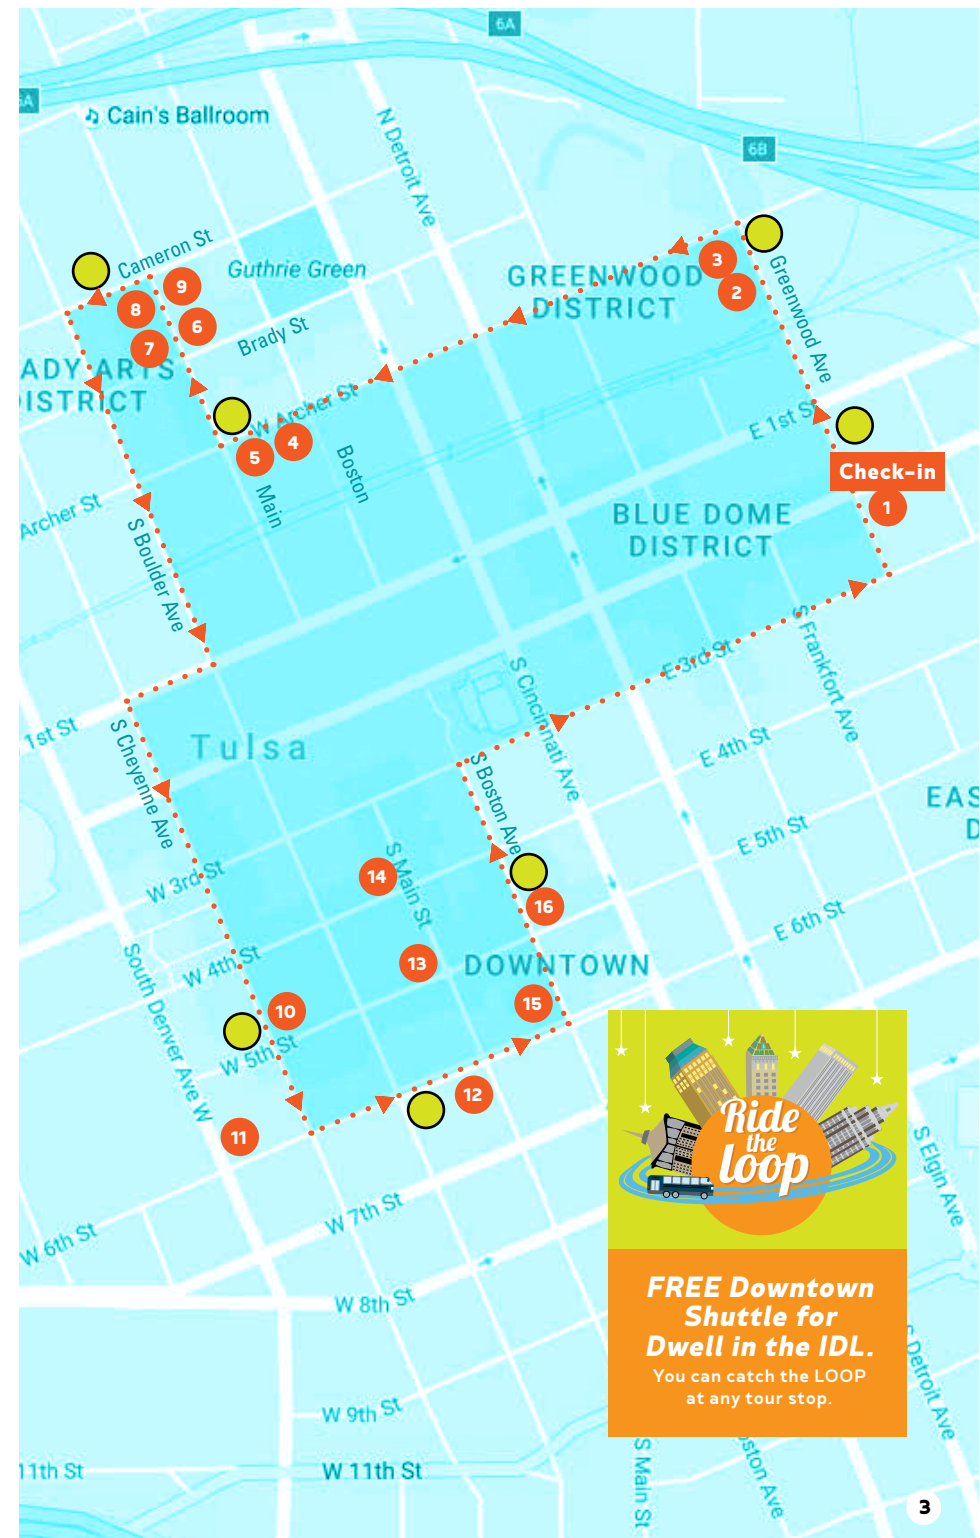 6A
6A
Cain's Ballroom
N Detroit Ave
6B
Cameron St
Guthrie Green
GREENWOOD
DISTRICT
3
2
Greenwood Ave
9
8
6
7
Brady St
ADY ARTS
ISTRICT
W Archer St
E 1st St
5
4
Main
Boston
Check-in
1
Archer St
S Boulder Ave
BLUE DOME
DISTRICT
E 3rd St
S Frankfort Ave
S Cincinnati Ave
1st St
S Cheyenne Ave
Tulsa
E 4th St
S Boston Ave
EAS
D
E 5th St
W 3rd St
14
S Main St
16
E 6th St
W 4th St
13
DOWNTOWN
South Denver Ave W
10
15
W 5th St
12
11
Ride
the
loop
S Elgin Ave
W 7th St
W 6th St
FREE Downtown
Shuttle for
Dwell in the IDL.
You can catch the LOOP
at any tour stop.
W 8th St
S Detroit Ave
W 9th St
11th St
W 11th St
S Main St
oston Ave
3